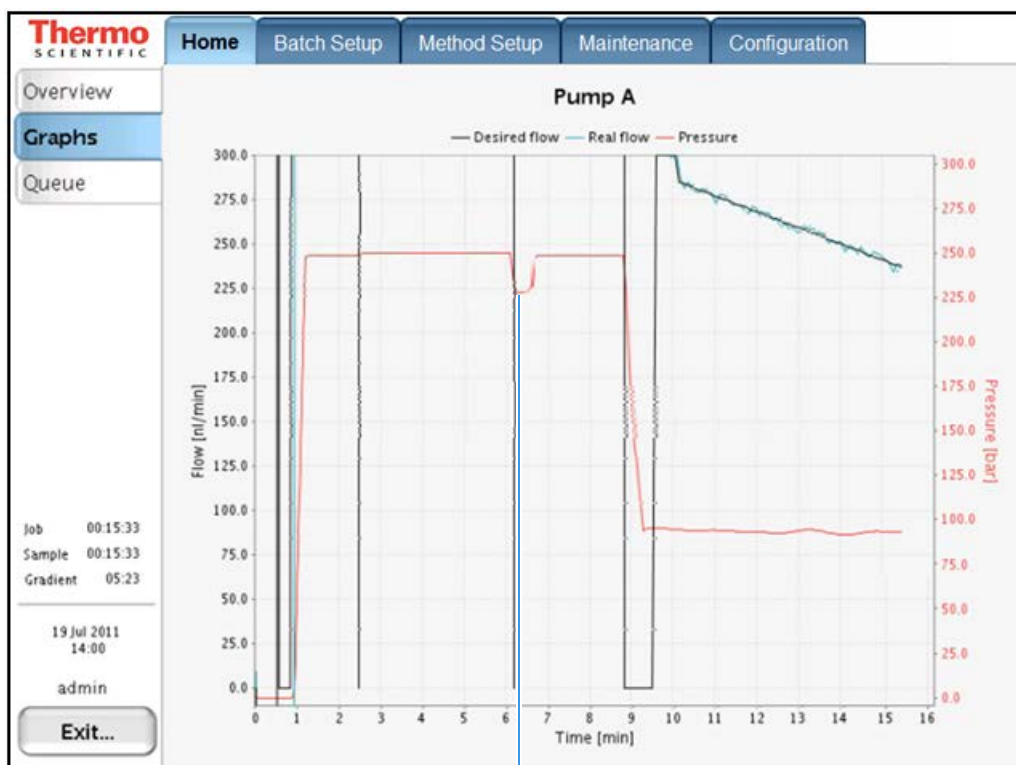 Thermo
SCIENTIFIC
Home
Batch Setup
Method Setup
Maintenance
Configuration
Overview
Graphs
Queue
Pump A
Desired flow
Real flow
Pressure
300.0
275.0
250.0
225.0
200.0
175.0
150.0
125.0
100.0
75.0
50.0
25.0
0.0
Flow [nl/min]
300.0
275.0
250.0
225.0
200.0
175.0
150.0
125.0
100.0
75.0
50.0
25.0
0.0
Pressure [bar]
0 1 2 3 4 5 6 7 8 9 10 11 12 13 14 15 16
Time [min]
Job 00:15:33
Sample 00:15:33
Gradient 05:23
19 Jul 2011
14:00
admin
Exit...